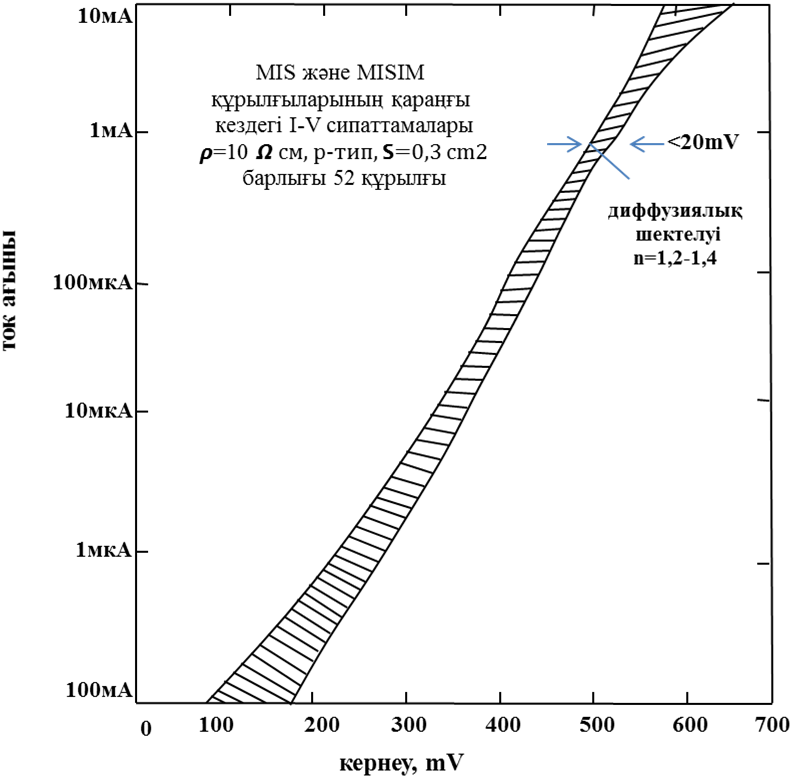 10мА
MIS және MISIM
құрылғыларының қараңғы
кездегі I-V сипаттамалары
ρ=10 Ω см, р-тип, S=0,3 cm2
барлығы 52 құрылғы
1мА
<20mV
диффузиялық
шектелуі
n=1,2-1,4
ток ағыны
100мкА
10мкА
1мкА
100мА
0 100 200 300 400 500 600 700
кернеу, mV